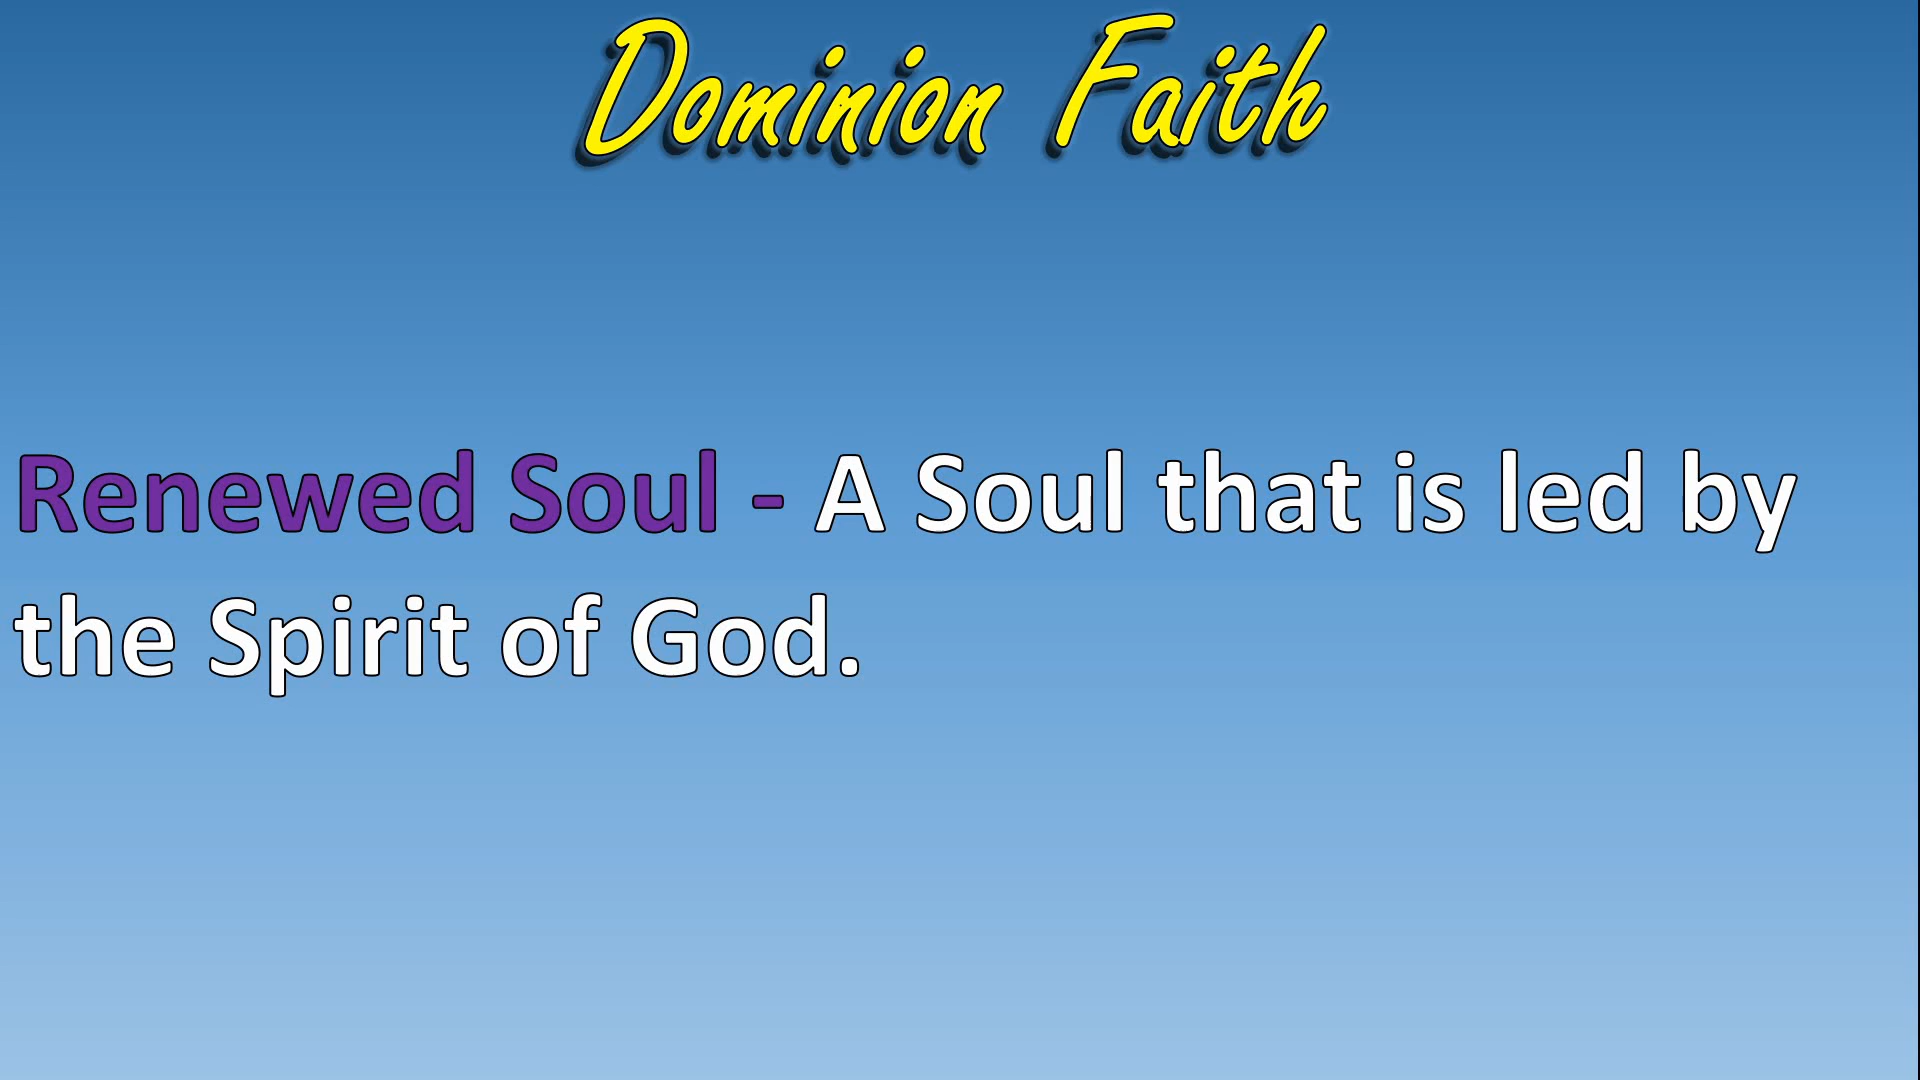 Dominion Faith
Renewed Soul - A Soul that is led by
the Spirit of God.